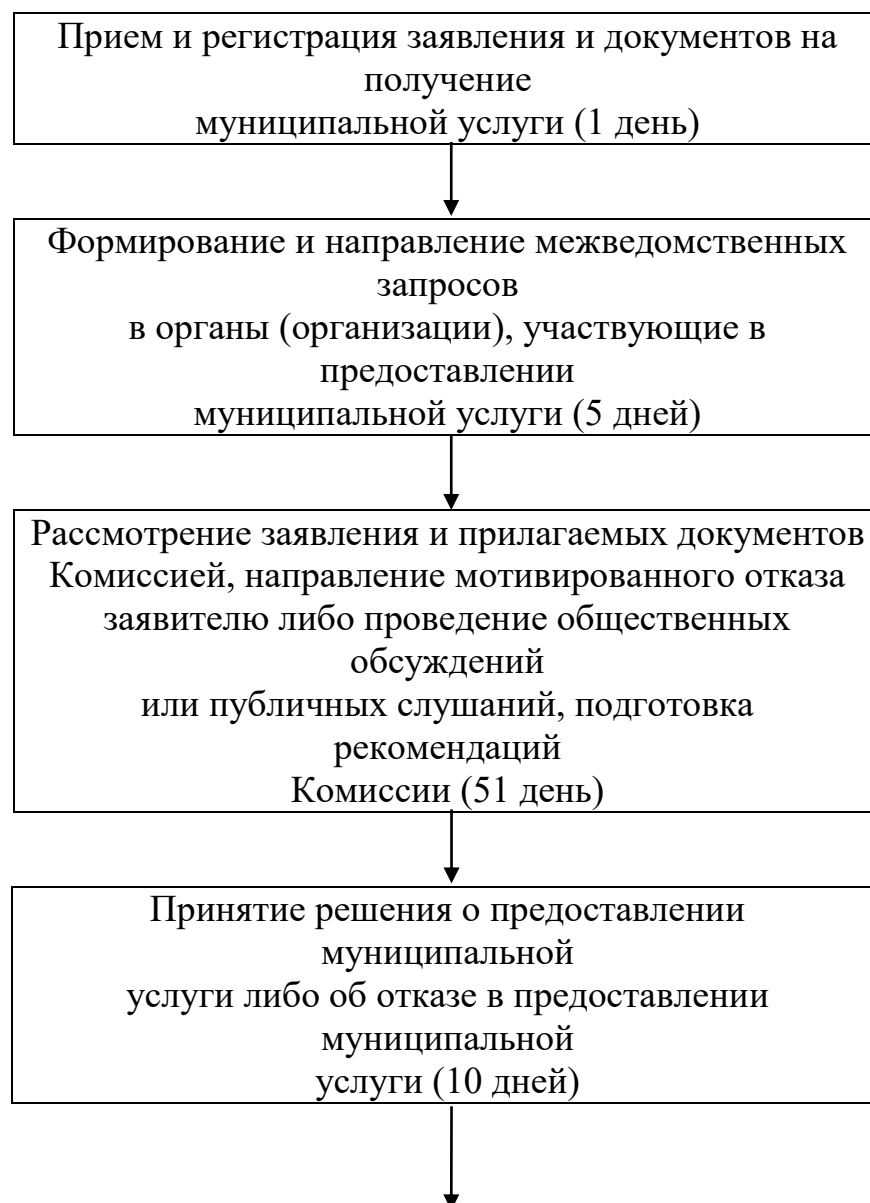 Прием и регистрация заявления и документов на
получение
муниципальной услуги (1 день)
Формирование и направление межведомственных
запросов
в органы (организации), участвующие в
предоставлении
муниципальной услуги (5 дней)
Рассмотрение заявления и прилагаемых документов
Комиссией, направление мотивированного отказа
заявителю либо проведение общественных
обсуждений
или публичных слушаний, подготовка
рекомендаций
Комиссии (51 день)
Принятие решения о предоставлении
муниципальной
услуги либо об отказе в предоставлении
муниципальной
услуги (10 дней)